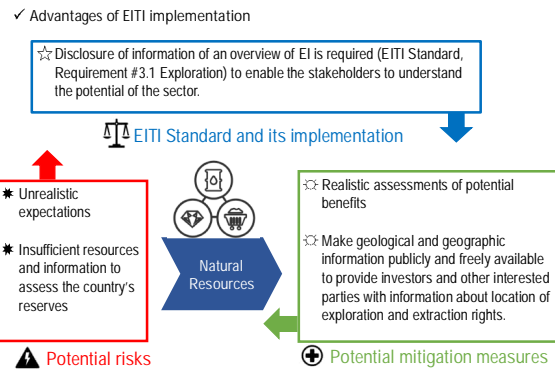 ✓ Advantages of EITI implementation
☆ Disclosure of information of an overview of EI is required (EITI Standard,
Requirement #3.1 Exploration) to enable the stakeholders to understand
the potential of the sector.
EITI Standard and its implementation
Unrealistic
expectations
Insufficient resources
and information to
assess the country's
reserves
Potential risks
Natural
Resources
Realistic assessments of potential
benefits
Make geological and geographic
information publicly and freely available
to provide investors and other interested
parties with information about location of
exploration and extraction rights.
Potential mitigation measures